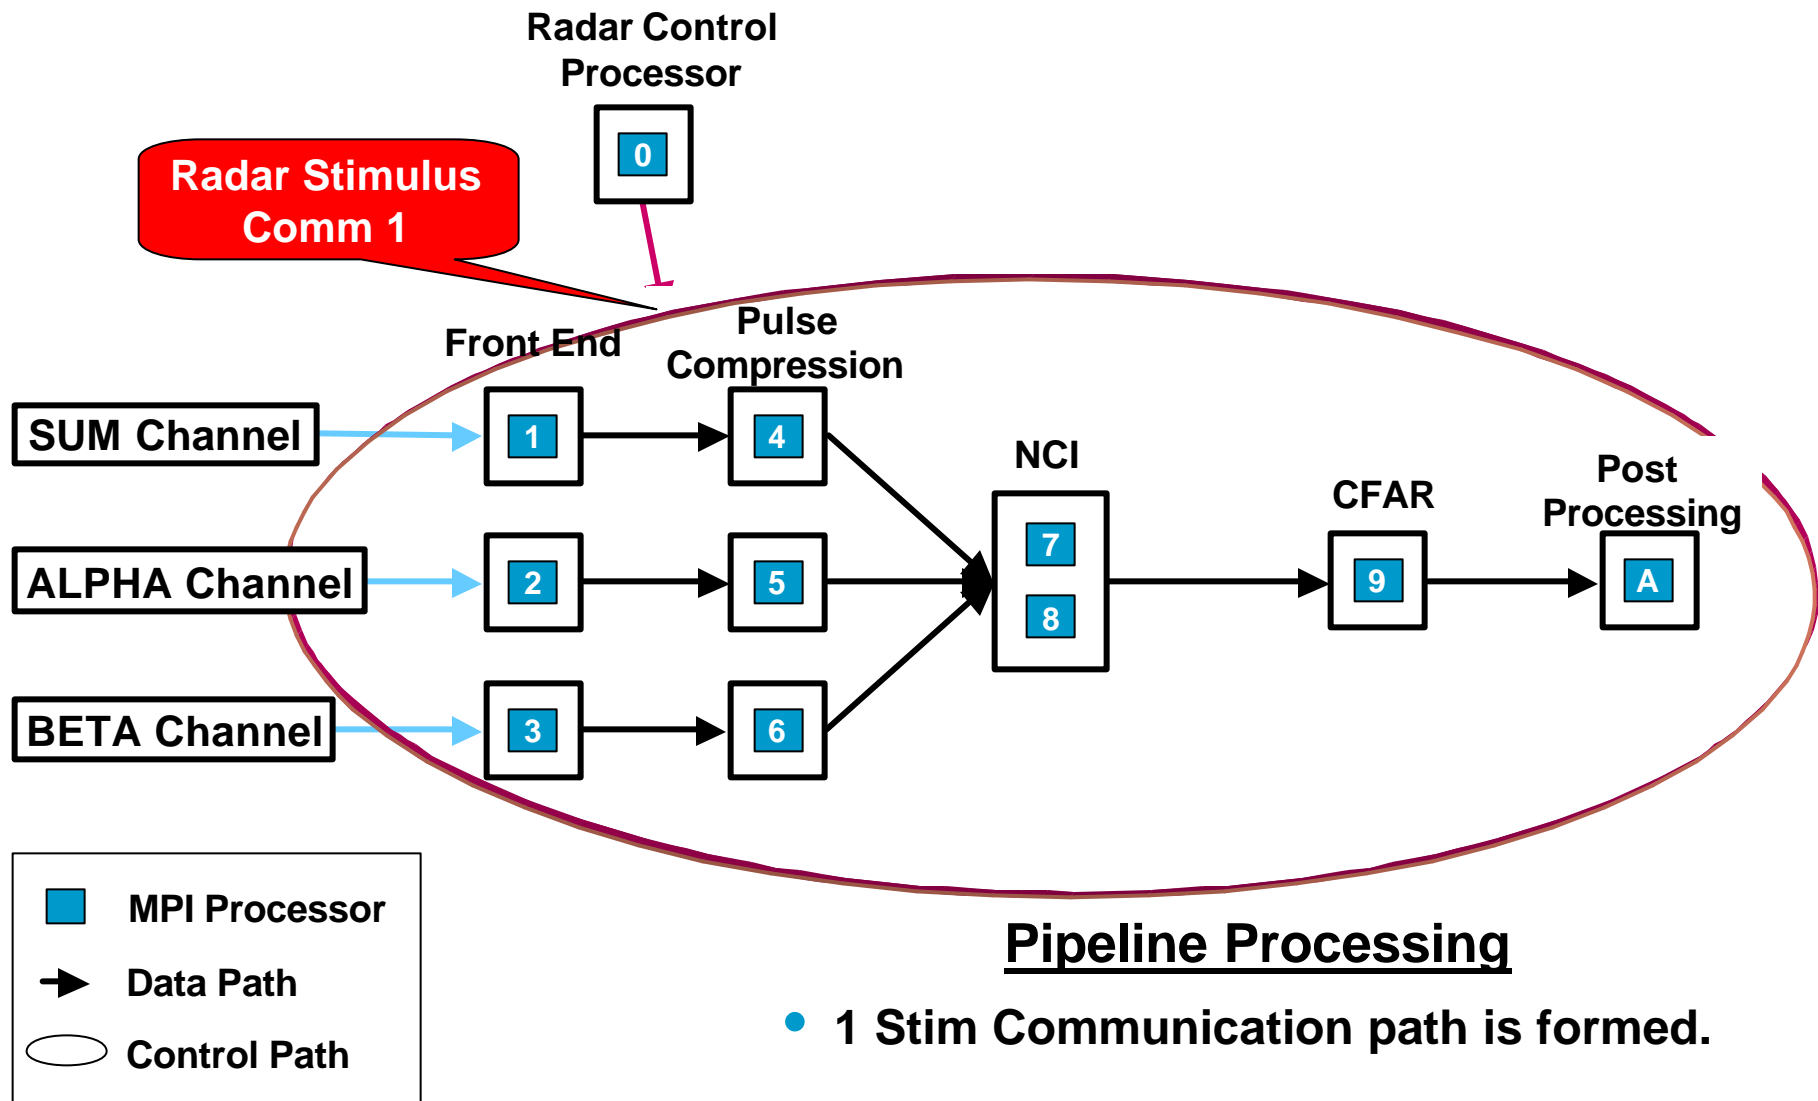 Radar Control
Processor
0
Radar Stimulus
Comm 1
Front End
Pulse
Compression
SUM Channel
1
4
NCI
CFAR
Post
Processing
ALPHA Channel
2
5
7
8
9
A
BETA Channel
3
6
MPI Processor
Data Path
Control Path
Pipeline Processing
• 1 Stim Communication path is formed.